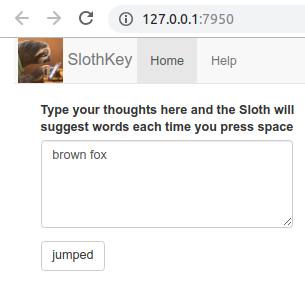 127.0.0.1:7950
SlothKey Home Help
Type your thoughts here and the Sloth will
suggest words each time you press space
brown fox
jumped